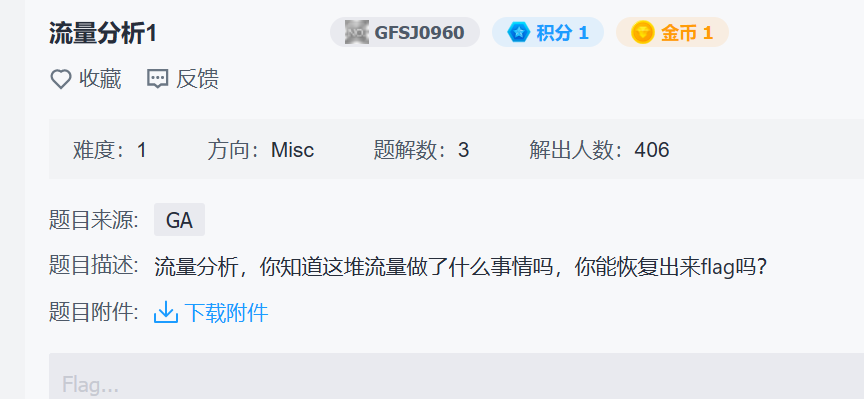 流量分析1 GFSJ0960 积分 1 金币 1
收藏 反馈
难度：1 方向：Misc 题解数：3 解出人数：406
题目来源： GA
题目描述： 流量分析，你知道这堆流量做了什么事情吗，你能恢复出来flag吗？
题目附件： 下载附件
Flag...